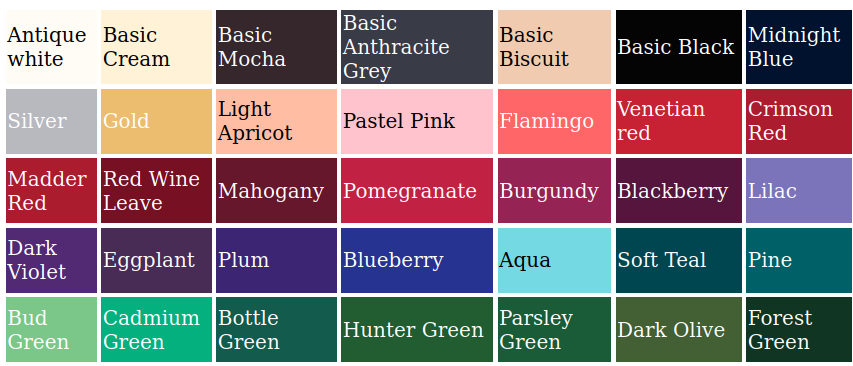 Antique
white
Basic
Cream
Basic
Mocha
Basic
Anthracite
Grey
Basic
Biscuit
Basic Black
Midnight
Blue
Silver
Gold
Light
Apricot
Pastel Pink
Flamingo
Venetian
red
Crimson
Red
Madder
Red
Red Wine
Leave
Mahogany
Pomegranate
Burgundy
Blackberry
Lilac
Dark
Violet
Eggplant
Plum
Blueberry
Aqua
Soft Teal
Pine
Bud
Green
Cadmium
Green
Bottle
Green
Hunter Green
Parsley
Green
Dark Olive
Forest
Green